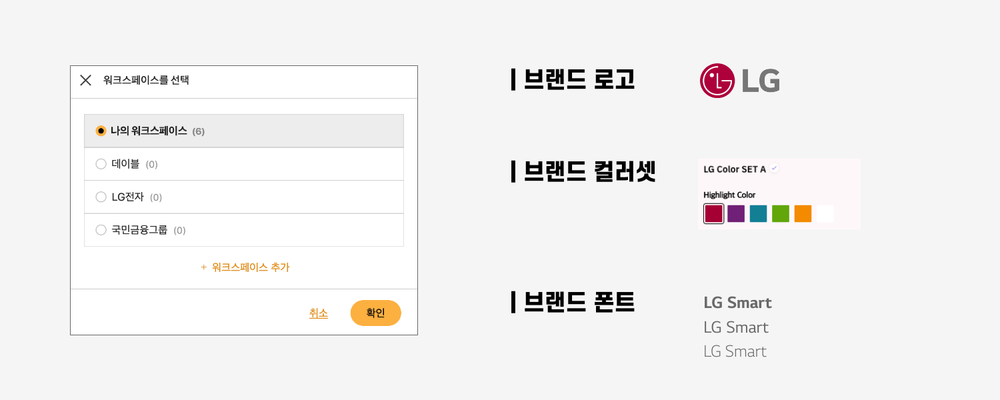 워크스페이스를 선택
나의 워크스페이스 (6)
데이블 (0)
LG전자 (0)
국민금융그룹 (0)
+ 워크스페이스 추가
취소 확인
| 브랜드 로고
LG
| 브랜드 컬러셋
LG Color SET A
Highlight Color
| 브랜드 폰트
LG Smart
LG Smart
LG Smart